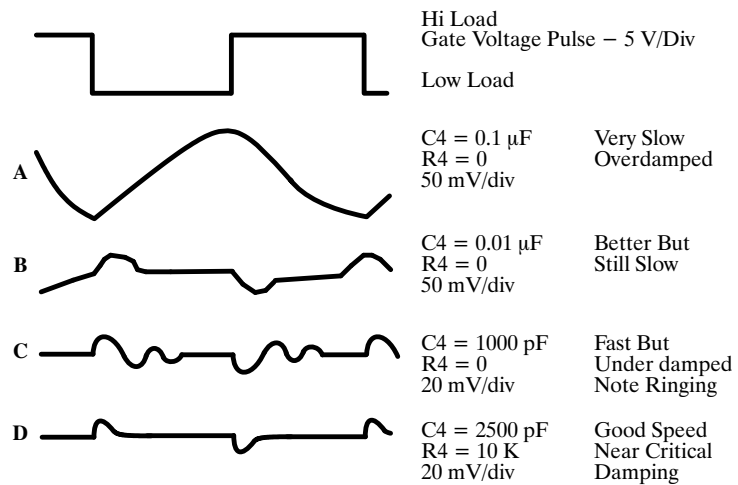 Hi Load
Gate Voltage Pulse – 5 V/Div
Low Load
A
C4 = 0.1 μF Very Slow
R4 = 0 Overdamped
50 mV/div
B
C4 = 0.01 μF Better But
R4 = 0 Still Slow
50 mV/div
C
C4 = 1000 pF Fast But
R4 = 0 Under damped
20 mV/div Note Ringing
D
C4 = 2500 pF Good Speed
R4 = 10 K Near Critical
20 mV/div Damping